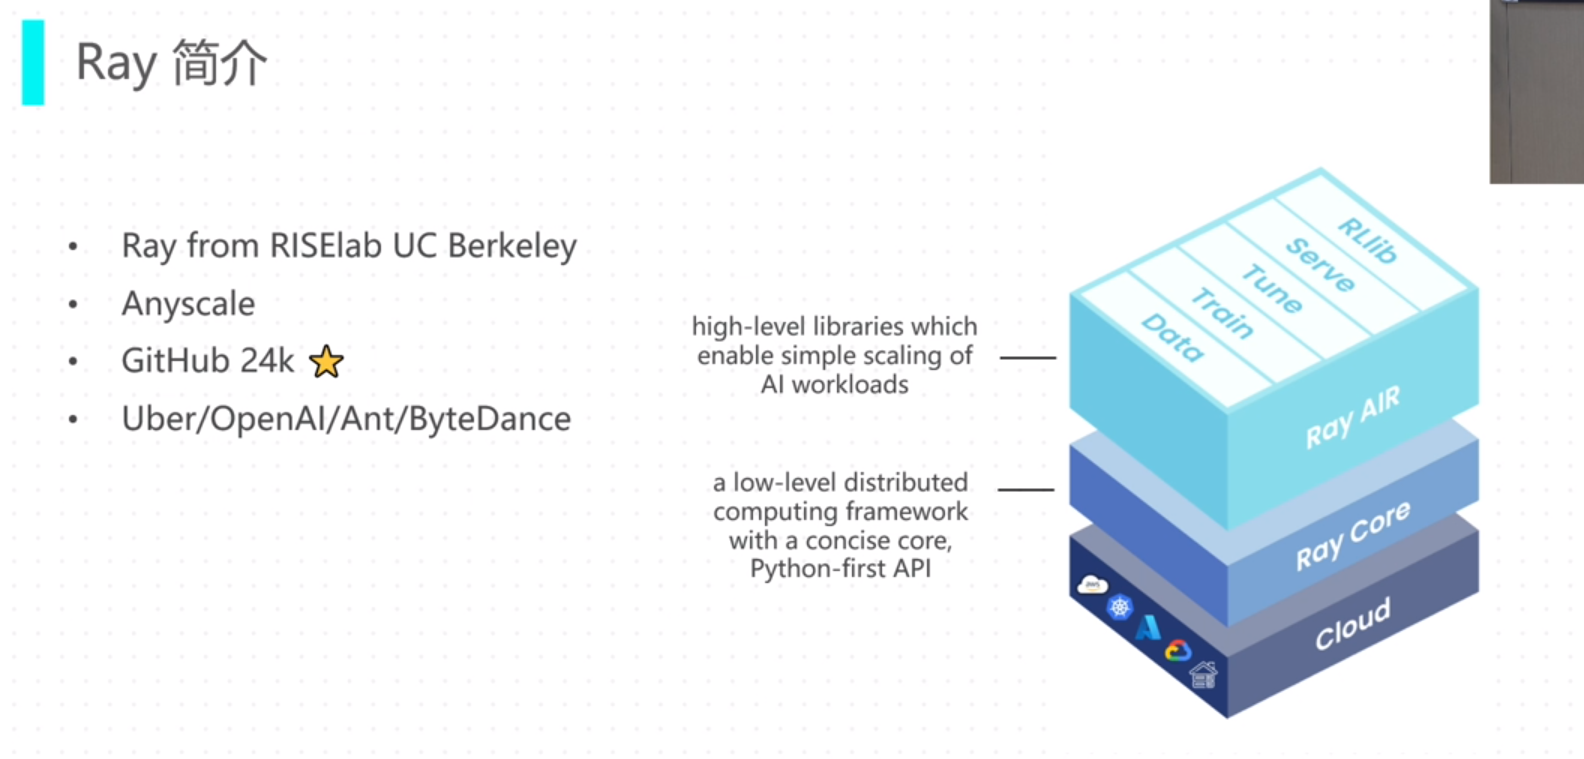 Ray 简介
• Ray from RISElab UC Berkeley
• Anyscale
• GitHub 24k ⭐
• Uber/OpenAI/Ant/ByteDance
high-level libraries which
enable simple scaling of
AI workloads
a low-level distributed
computing framework
with a concise core,
Python-first API
RLlib
Serve
Tune
Train
Data
Ray AIR
Ray Core
Cloud
aws